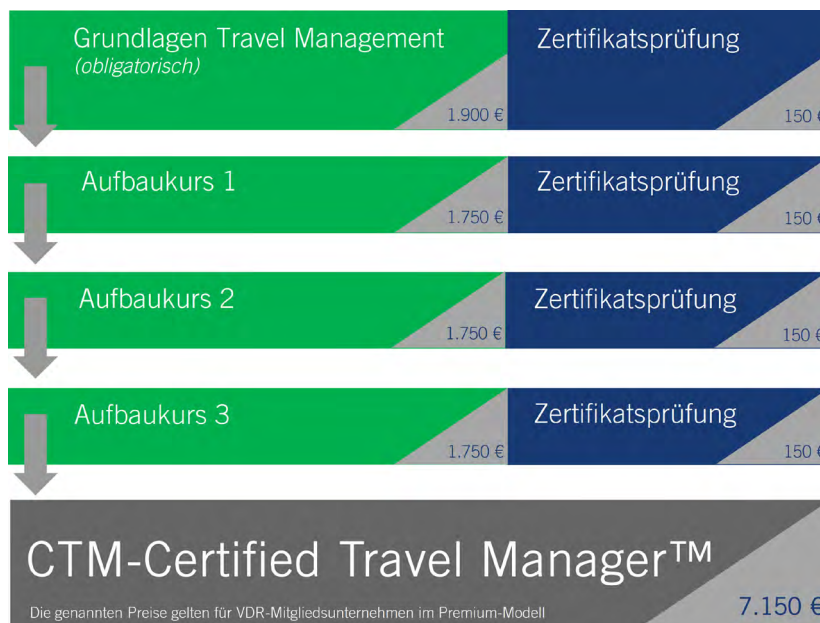 Grundlagen Travel Management
(obligatorisch)
1.900 €
Zertifikatsprüfung
150 €
Aufbaukurs 1
1.750 €
Zertifikatsprüfung
150 €
Aufbaukurs 2
1.750 €
Zertifikatsprüfung
150 €
Aufbaukurs 3
1.750 €
Zertifikatsprüfung
150 €
CTM-Certified Travel Manager™
Die genannten Preise gelten für VDR-Mitgliedsunternehmen im Premium-Modell
7.150 €